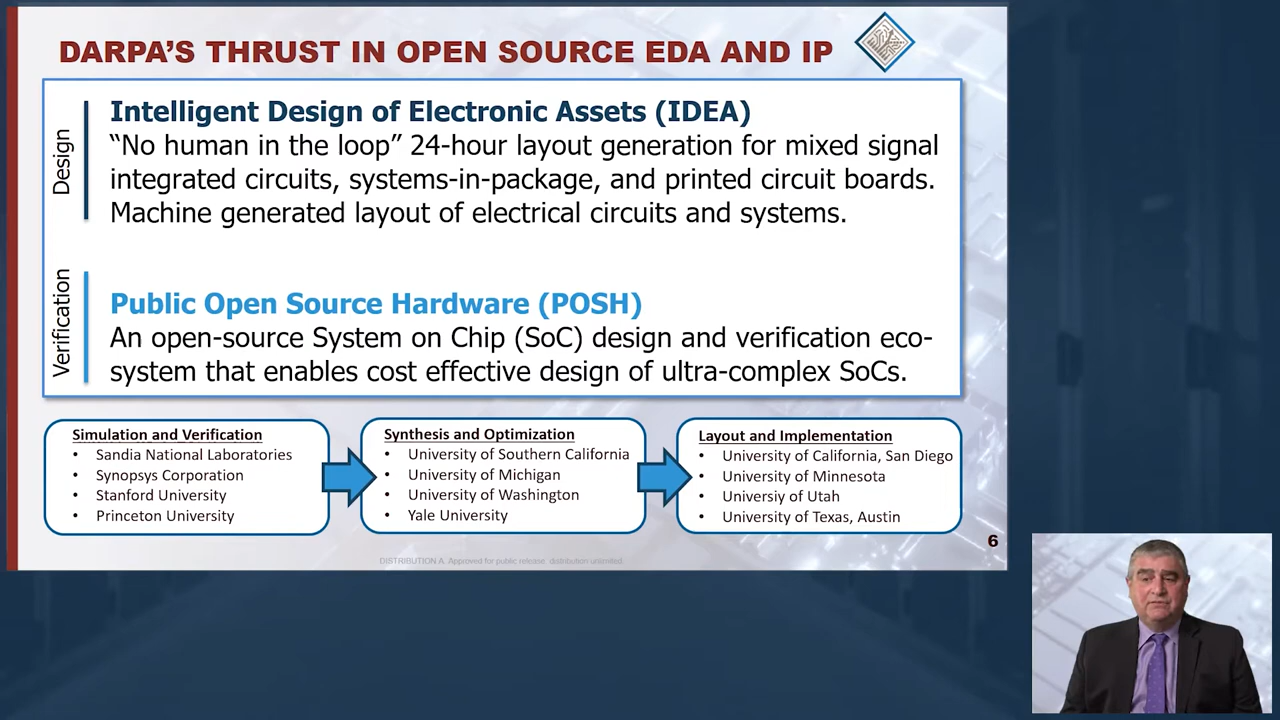 DARPA'S THRUST IN OPEN SOURCE EDA AND IP
Design
Intelligent Design of Electronic Assets (IDEA)
“No human in the loop” 24-hour layout generation for mixed signal
integrated circuits, systems-in-package, and printed circuit boards.
Machine generated layout of electrical circuits and systems.
Verification
Public Open Source Hardware (POSH)
An open-source System on Chip (SoC) design and verification eco-
system that enables cost effective design of ultra-complex SoCs.
Simulation and Verification
• Sandia National Laboratories
• Synopsys Corporation
• Stanford University
• Princeton University
Synthesis and Optimization
• University of Southern California
• University of Michigan
• University of Washington
• Yale University
Layout and Implementation
• University of California, San Diego
• University of Minnesota
• Universiy of Utah
• University of Texas, Austin
6
DISTRIBUTION A. Approved for public release, distribution unlimited.